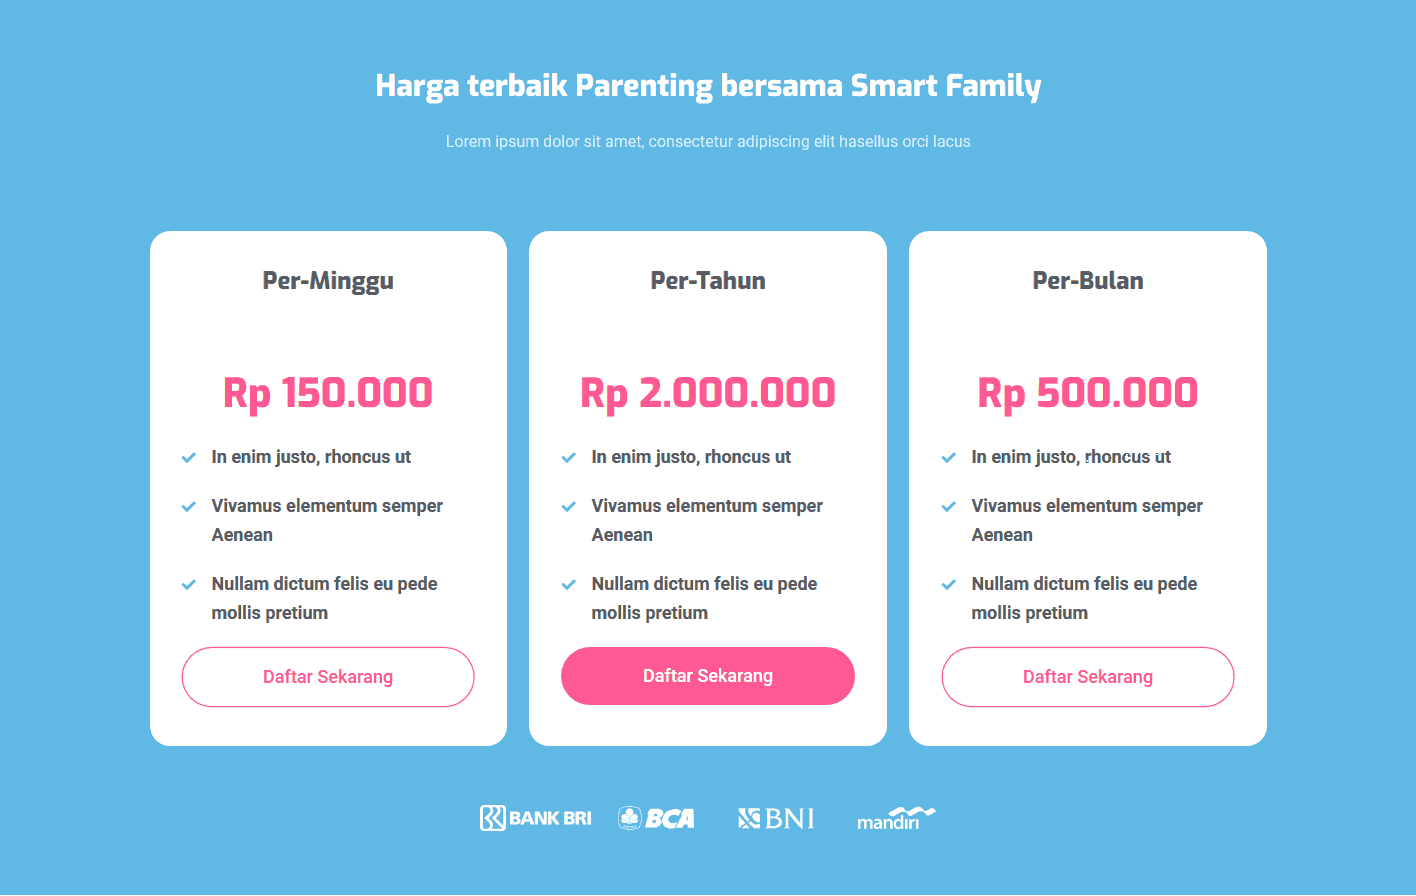 Harga terbaik Parenting bersama Smart Family
Lorem ipsum dolor sit amet, consectetur adipiscing elit hasellus orci lacus
Per-Minggu
Rp 150.000
In enim justo, rhoncus ut
Vivamus elementum semper
Aenean
Nullam dictum felis eu pede
mollis pretium
Daftar Sekarang
Per-Tahun
Rp 2.000.000
In enim justo, rhoncus ut
Vivamus elementum semper
Aenean
Nullam dictum felis eu pede
mollis pretium
Daftar Sekarang
Per-Bulan
Rp 500.000
In enim justo, rhoncus ut
Vivamus elementum semper
Aenean
Nullam dictum felis eu pede
mollis pretium
Daftar Sekarang
BANK BRI BCA BNI mandırı